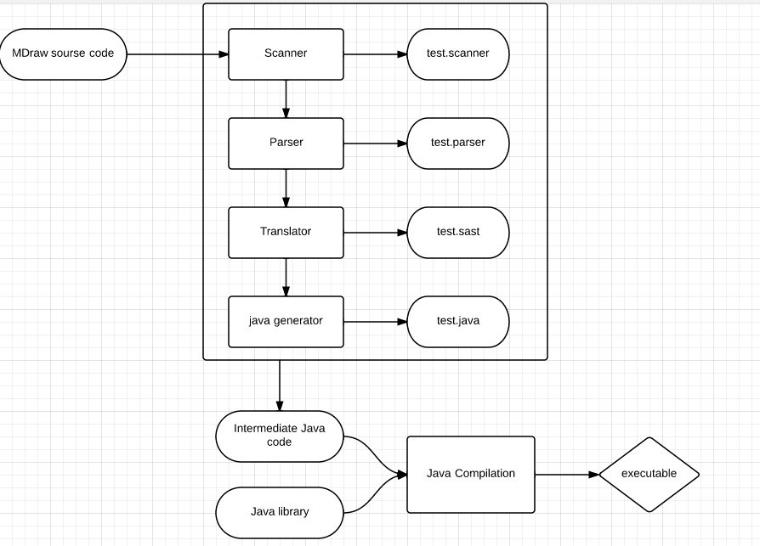 MDraw sourse code
Scanner
test.scanner
Parser
test.parser
Translator
test.sast
java generator
test.java
Intermediate Java
code
Java Compilation
executable
Java library